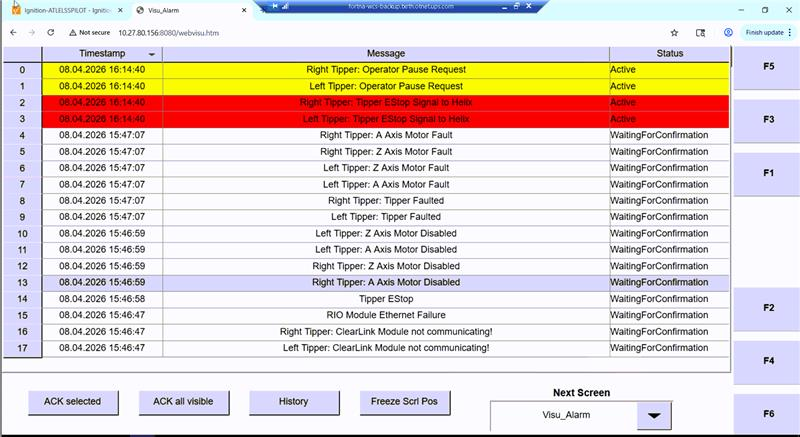 Ignition-ATLELSSPILOT - Ignitio
Visu_Alarm
fortna-wcs-backup.beth.otnet.ups.com
Not secure 10.27.80.156:8080/webvisu.htm
Finish update
Timestamp Message Status
0 08.04.2026 16:14:40 Right Tipper: Operator Pause Request Active
1 08.04.2026 16:14:40 Left Tipper: Operator Pause Request Active
2 08.04.2026 16:14:40 Right Tipper: Tipper EStop Signal to Helix Active
3 08.04.2026 16:14:40 Left Tipper: Tipper EStop Signal to Helix Active
4 08.04.2026 15:47:07 Right Tipper: A Axis Motor Fault WaitingForConfirmation
5 08.04.2026 15:47:07 Right Tipper: Z Axis Motor Fault WaitingForConfirmation
6 08.04.2026 15:47:07 Left Tipper: Z Axis Motor Fault WaitingForConfirmation
7 08.04.2026 15:47:07 Left Tipper: A Axis Motor Fault WaitingForConfirmation
8 08.04.2026 15:47:07 Right Tipper: Tipper Faulted WaitingForConfirmation
9 08.04.2026 15:47:07 Left Tipper: Tipper Faulted WaitingForConfirmation
10 08.04.2026 15:46:59 Left Tipper: Z Axis Motor Disabled WaitingForConfirmation
11 08.04.2026 15:46:59 Left Tipper: A Axis Motor Disabled WaitingForConfirmation
12 08.04.2026 15:46:59 Right Tipper: Z Axis Motor Disabled WaitingForConfirmation
13 08.04.2026 15:46:59 Right Tipper: A Axis Motor Disabled WaitingForConfirmation
14 08.04.2026 15:46:58 Tipper EStop WaitingForConfirmation
15 08.04.2026 15:46:47 RIO Module Ethernet Failure WaitingForConfirmation
16 08.04.2026 15:46:47 Right Tipper: ClearLink Module not communicating! WaitingForConfirmation
17 08.04.2026 15:46:47 Left Tipper: ClearLink Module not communicating! WaitingForConfirmation
F5
F3
F1
F2
F4
F6
ACK selected
ACK all visible
History
Freeze Scrl Pos
Next Screen
Visu_Alarm